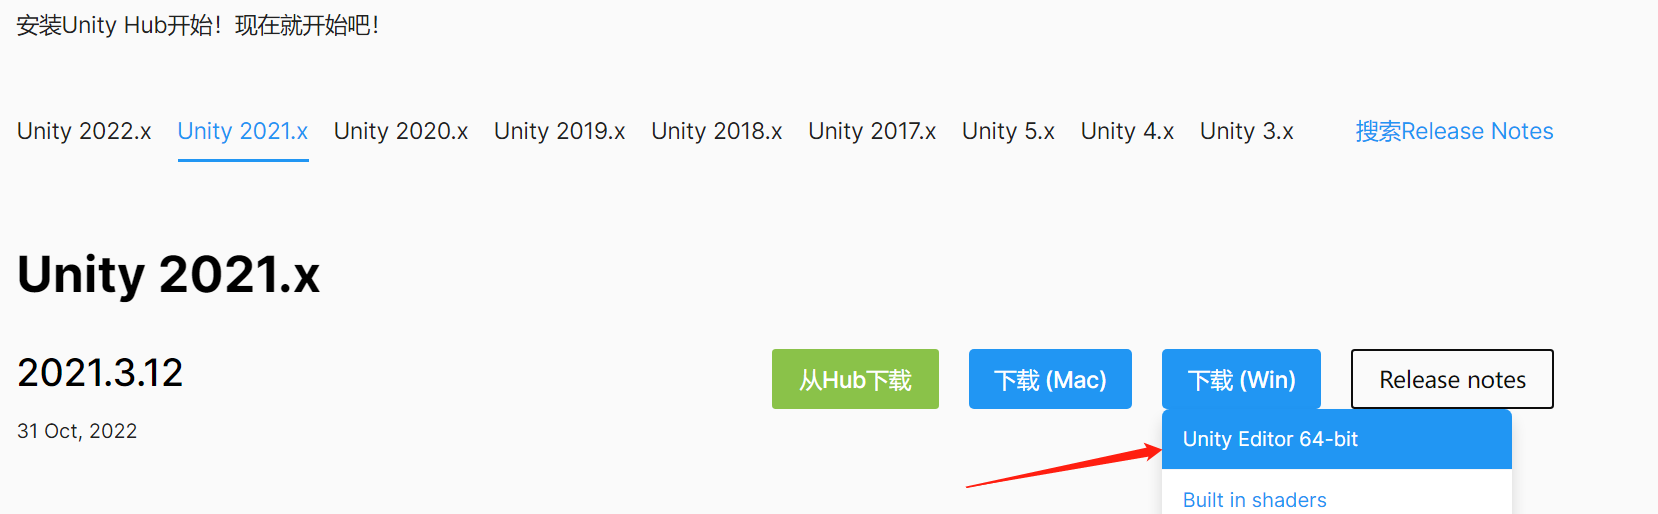 安装Unity Hub开始！现在就开始吧！
Unity 2022.x Unity 2021.x Unity 2020.x Unity 2019.x Unity 2018.x Unity 2017.x Unity 5.x Unity 4.x Unity 3.x 搜索Release Notes
Unity 2021.x
2021.3.12 从Hub下载 下载 (Mac) 下载 (Win) Release notes
31 Oct, 2022
Unity Editor 64-bit
Built in shaders